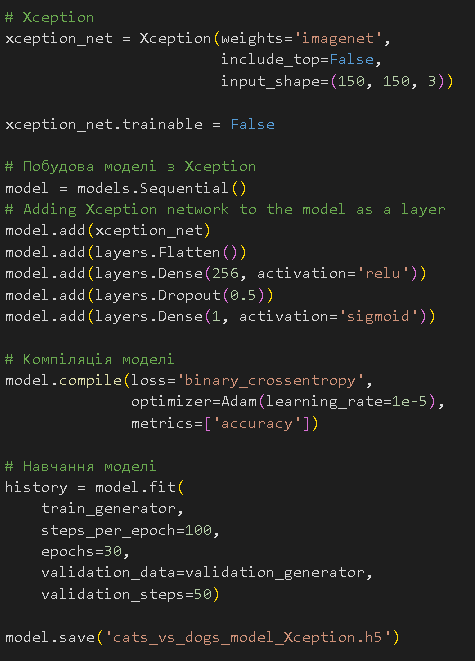 # Xception
xception_net = Xception(weights='imagenet',
                        include_top=False,
                        input_shape=(150, 150, 3))

xception_net.trainable = False

# Побудова моделі з Xception
model = models.Sequential()
# Adding Xception network to the model as a layer
model.add(xception_net)
model.add(layers.Flatten())
model.add(layers.Dense(256, activation='relu'))
model.add(layers.Dropout(0.5))
model.add(layers.Dense(1, activation='sigmoid'))

# Компіляція моделі
model.compile(loss='binary_crossentropy',
              optimizer=Adam(learning_rate=1e-5),
              metrics=['accuracy'])

# Навчання моделі
history = model.fit(
    train_generator,
    steps_per_epoch=100,
    epochs=30,
    validation_data=validation_generator,
    validation_steps=50)

model.save('cats_vs_dogs_model_Xception.h5')